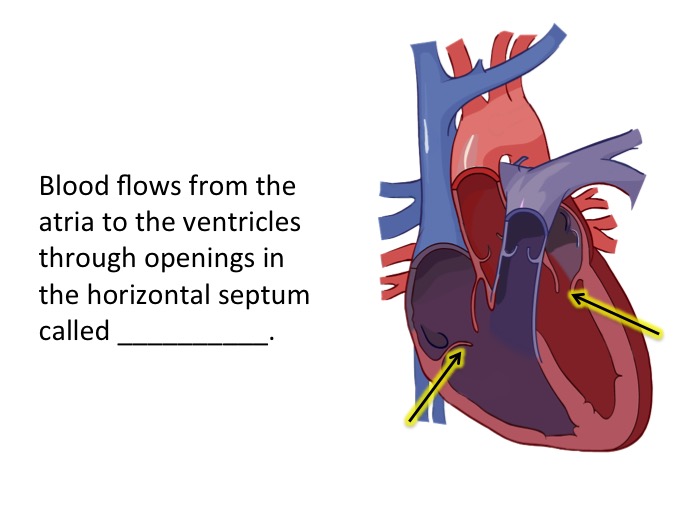 Blood flows from the
atria to the ventricles
through openings in
the horizontal septum
called __________.